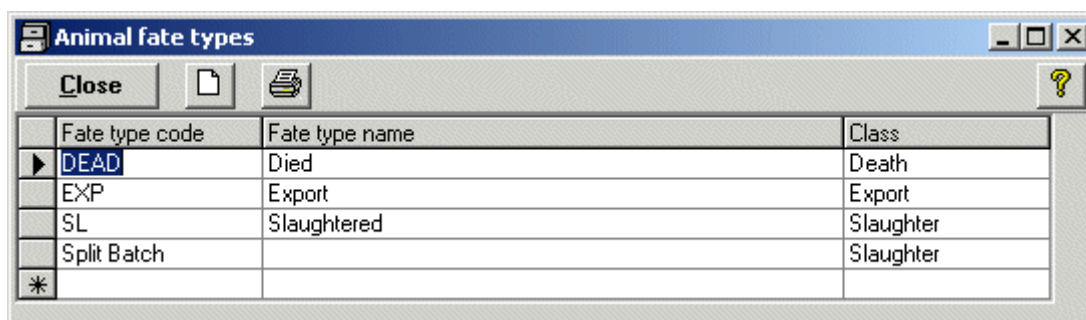 Animal fate types
Close
?
Fate type code Fate type name Class
DEAD Died Death
EXP Export Export
SL Slaughtered Slaughter
Split Batch Slaughter